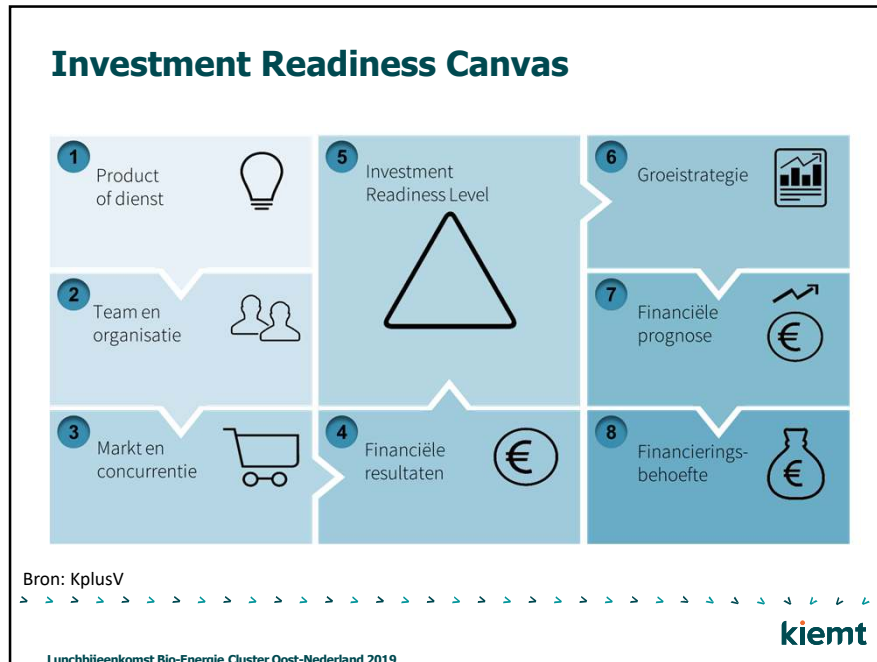 Investment Readiness Canvas
1
Product
of dienst
2
Team en
organisatie
3
Markt en
concurrentie
4
Financiële
resultaten
€
5
Investment
Readiness Level
6
Groeistrategie
7
Financiële
prognose
€
8
Financierings-
behoefte
€
Bron: KplusV
kiemt
Lunchbijeenkomst Bio-Energie Cluster Oost-Nederland 2019